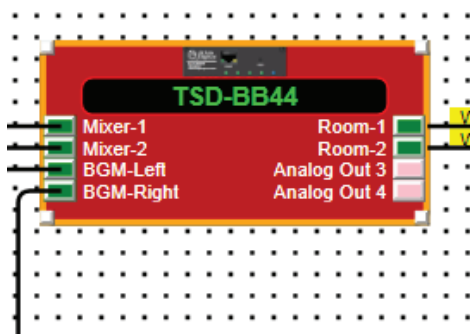 TSD-BB44
Mixer-1 Room-1
Mixer-2 Room-2
BGM-Left Analog Out 3
BGM-Right Analog Out 4